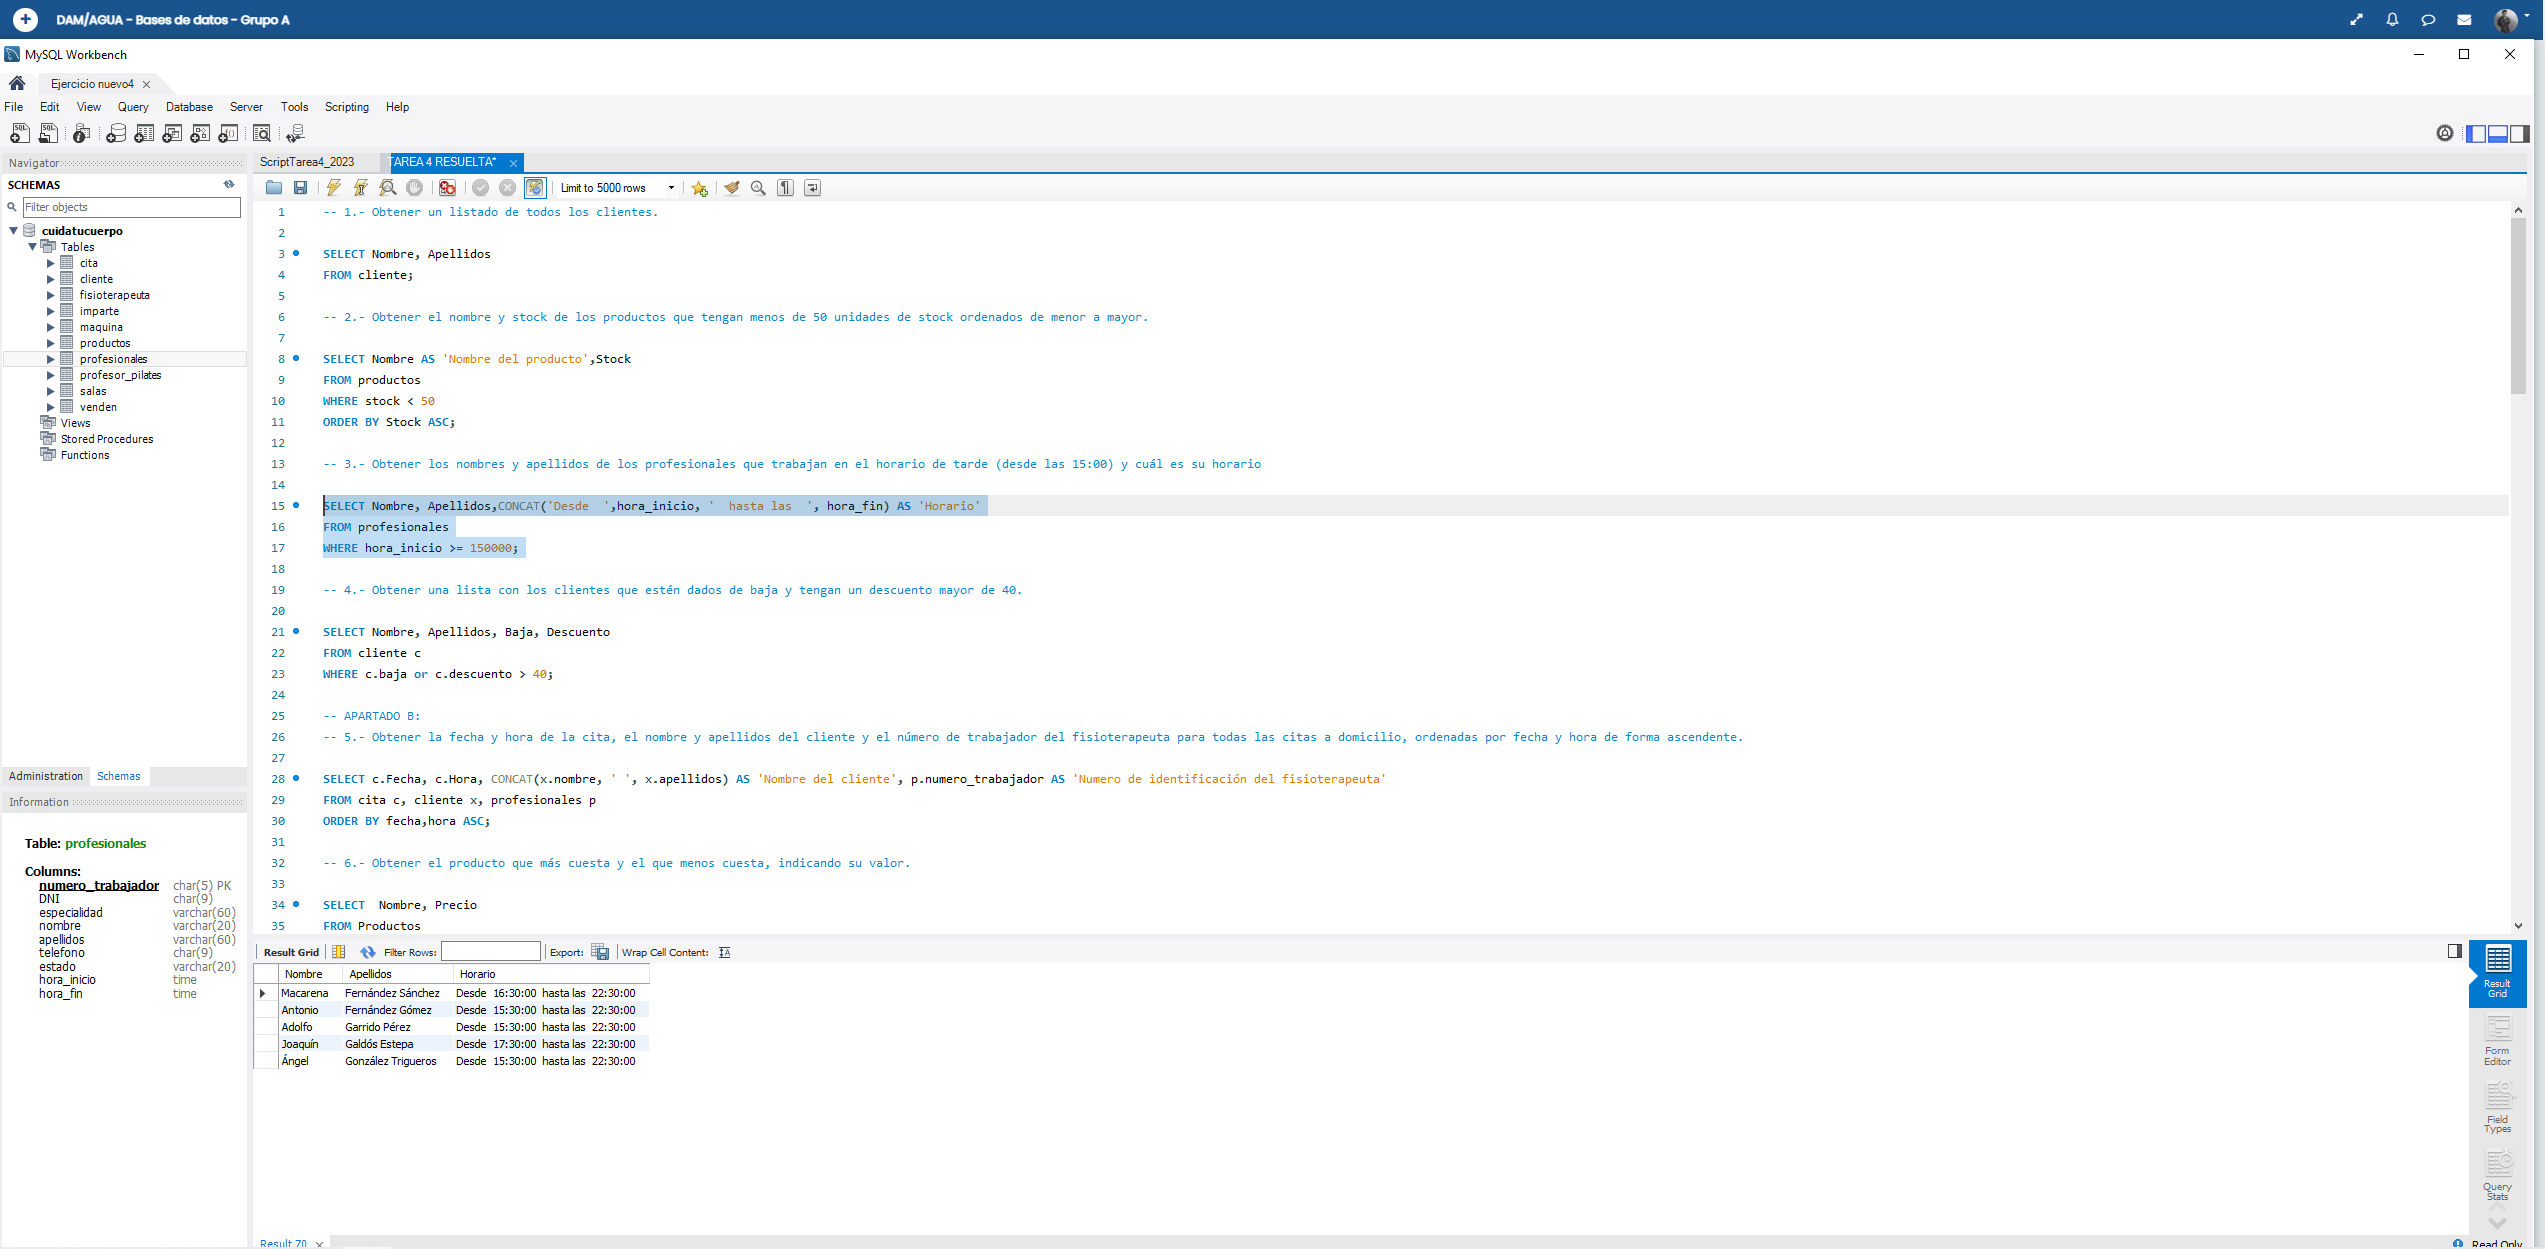 DAM/AGUA - Bases de datos - Grupo A
MySQL Workbench
Ejercicio nuevo4
File Edit View Query Database Server Tools Scripting Help
Navigator
SCHEMAS
Filter objects
cuidatucuerpo
Tables
cita
cliente
fisioterapeuta
imparte
maquina
productos
profesionales
profesor_pilates
salas
venden
Views
Stored Procedures
Functions
Administration Schemas
Information
Table: profesionales
Columns:
numero_trabajador char(5) PK
DNI char(9)
especialidad varchar(60)
nombre varchar(20)
apellidos varchar(60)
telefono char(9)
estado varchar(20)
hora_inicio time
hora_fin time
ScriptTarea4_2023 TAREA 4 RESUELTA*
Limit to 5000 rows
1 -- 1.- Obtener un listado de todos los clientes.
2
3 SELECT Nombre, Apellidos
4 FROM cliente;
5
6 -- 2.- Obtener el nombre y stock de los productos que tengan menos de 50 unidades de stock ordenados de menor a mayor.
7
8 SELECT Nombre AS 'Nombre del producto',Stock
9 FROM productos
10 WHERE stock < 50
11 ORDER BY Stock ASC;
12
13 -- 3.- Obtener los nombres y apellidos de los profesionales que trabajan en el horario de tarde (desde las 15:00) y cuál es su horario
14
15 SELECT Nombre, Apellidos,CONCAT('Desde  ',hora_inicio, '  hasta las  ', hora_fin) AS 'Horario'
16 FROM profesionales
17 WHERE hora_inicio >= 150000;
18
19 -- 4.- Obtener una lista con los clientes que estén dados de baja y tengan un descuento mayor de 40.
20
21 SELECT Nombre, Apellidos, Baja, Descuento
22 FROM cliente c
23 WHERE c.baja or c.descuento > 40;
24
25 -- APARTADO B:
26 -- 5.- Obtener la fecha y hora de la cita, el nombre y apellidos del cliente y el número de trabajador del fisioterapeuta para todas las citas a domicilio, ordenadas por fecha y hora de forma ascendente.
27
28 SELECT c.Fecha, c.Hora, CONCAT(x.nombre, ' ', x.apellidos) AS 'Nombre del cliente', p.numero_trabajador AS 'Numero de identificación del fisioterapeuta'
29 FROM cita c, cliente x, profesionales p
30 ORDER BY fecha,hora ASC;
31
32 -- 6.- Obtener el producto que más cuesta y el que menos cuesta, indicando su valor.
33
34 SELECT  Nombre, Precio
35 FROM Productos
Result Grid Filter Rows: Export: Wrap Cell Content:
Nombre Apellidos Horario
Macarena Fernández Sánchez Desde  16:30:00  hasta las  22:30:00
Antonio Fernández Gómez Desde  15:30:00  hasta las  22:30:00
Adolfo Garrido Pérez Desde  15:30:00  hasta las  22:30:00
Joaquín Galdós Estepa Desde  17:30:00  hasta las  22:30:00
Ángel González Trigueros Desde  15:30:00  hasta las  22:30:00
Result
Grid
Form
Editor
Field
Types
Query
Stats
Result 70
Read Only